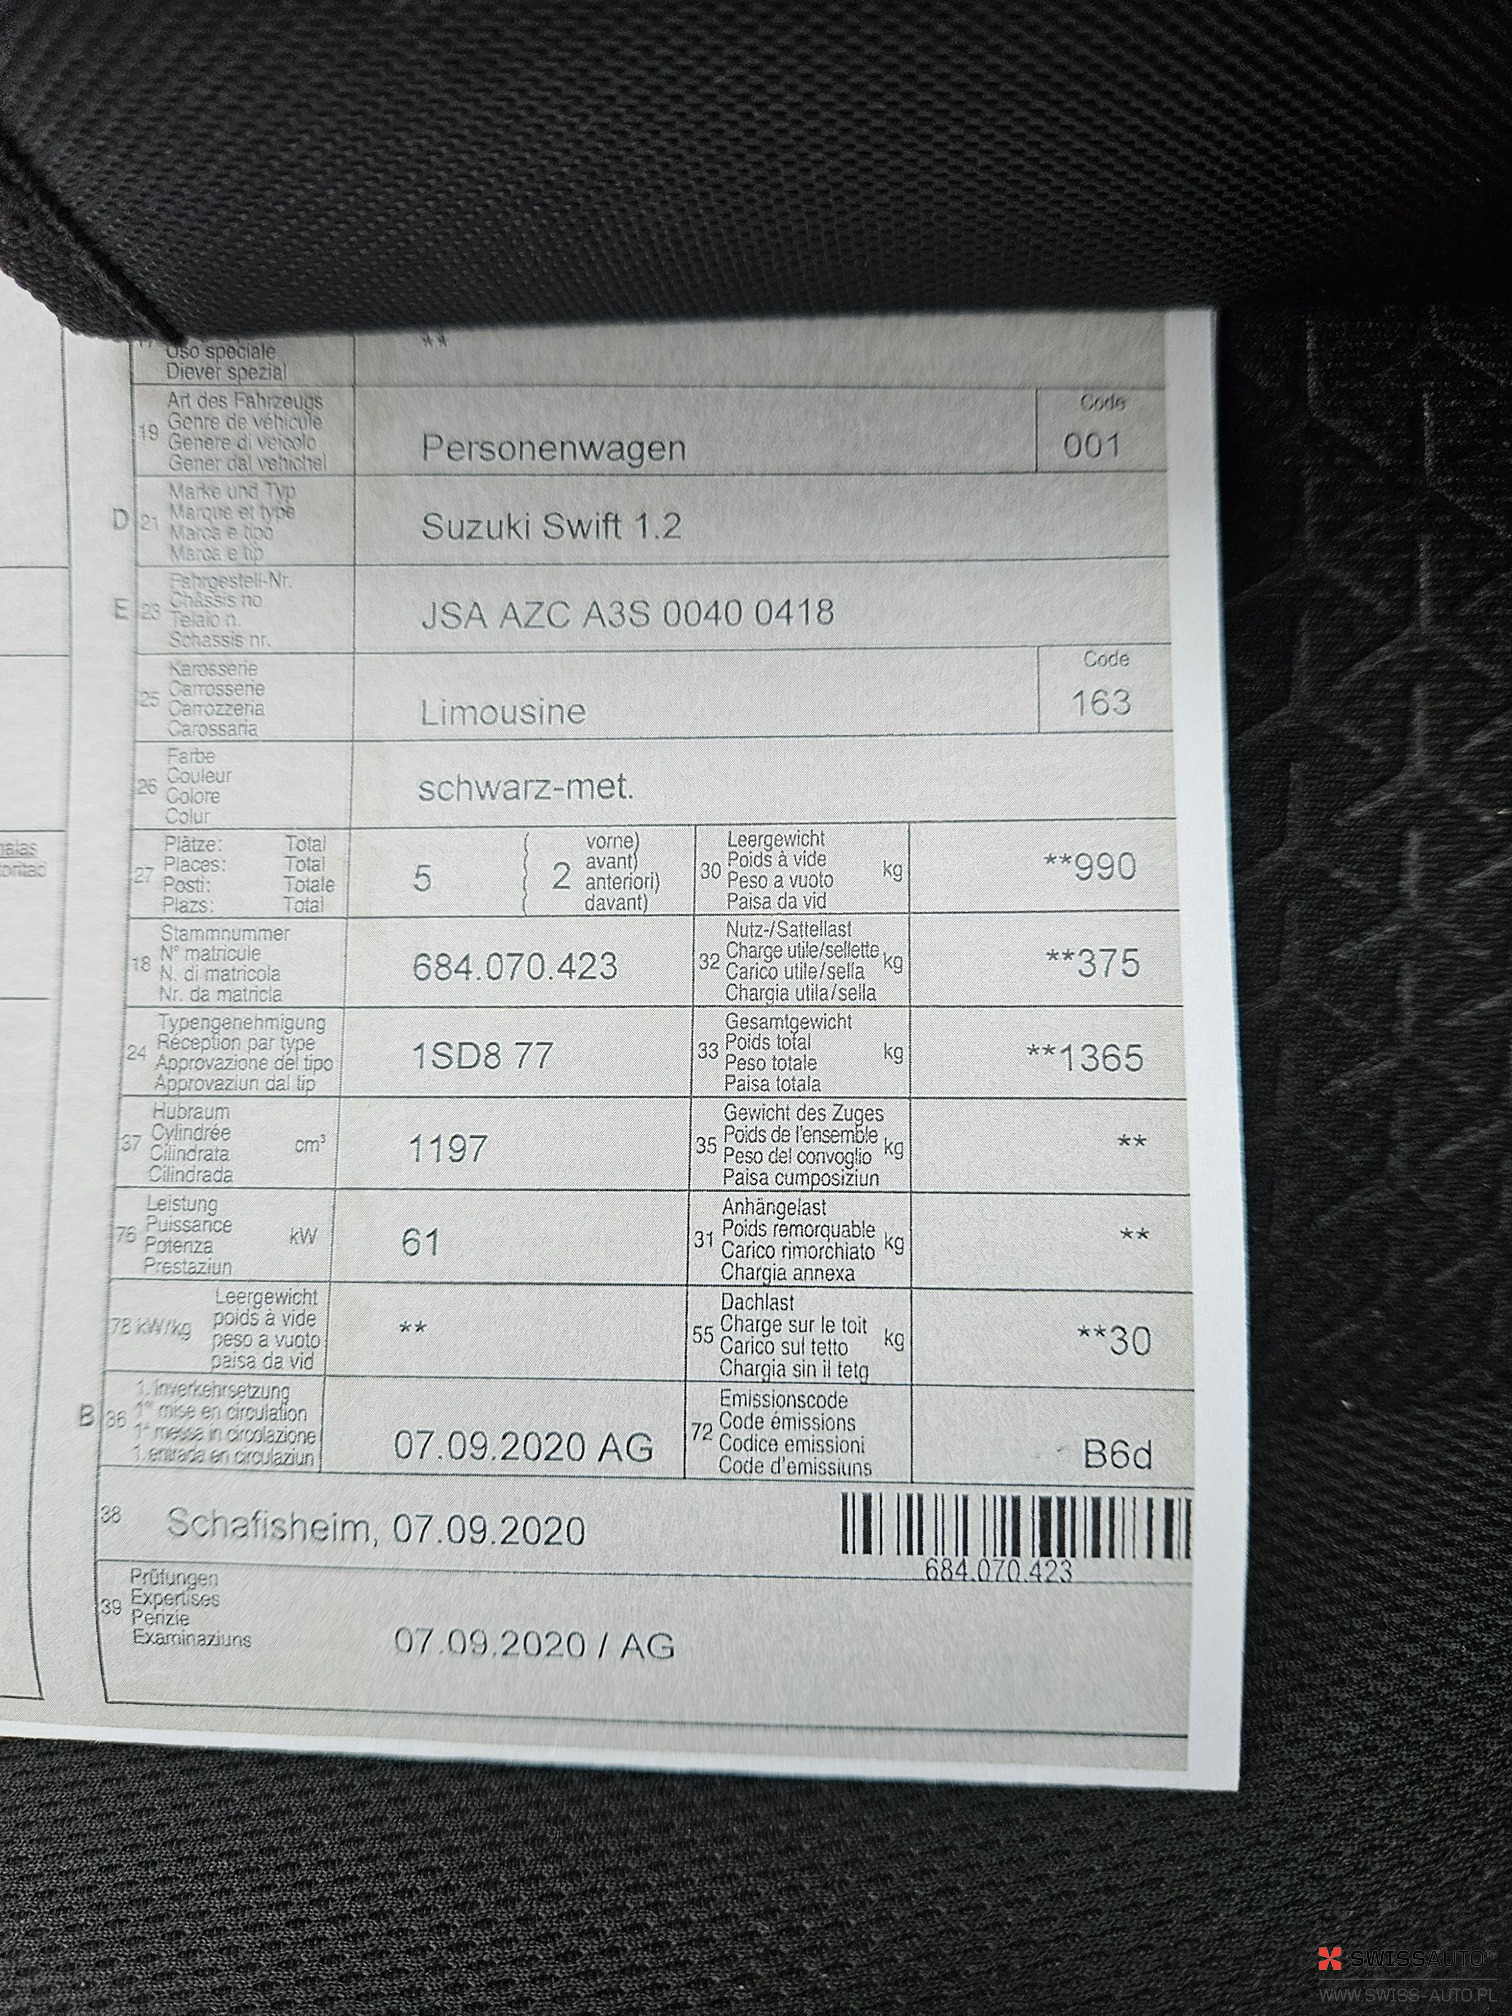 Uso speciale
Diever spezial
**
19 Art des Fahrzeugs
Genre de véhicule
Genere di veicolo
Gener dal vehichel
Personenwagen
Code
001
D 21 Marke und Typ
Marque et type
Marca e tipo
Marca e tip
Suzuki Swift 1.2
E 23 Fahrgestell-Nr.
Châssis no
Telaio n.
Schassis nr.
JSA AZC A3S 0040 0418
25 Karosserie
Carrosserie
Carrozzeria
Carossaria
Limousine
Code
163
26 Farbe
Couleur
Colore
Colur
schwarz-met.
27 Plätze: Total
Places: Total
Posti: Totale
Plazs: Total
5 ( 2 vorne)
( avant)
( anteriori)
( davant)
30 Leergewicht
Poids à vide
Peso a vuoto
Paisa da vid
kg
**990
18 Stammnummer
N° matricule
N. di matricola
Nr. da matricla
684.070.423
32 Nutz-/Sattellast
Charge utile/sellette
Carico utile/sella
Chargia utila/sella
kg
**375
24 Typengenehmigung
Réception par type
Approvazione del tipo
Approvaziun dal tip
1SD8 77
33 Gesamtgewicht
Poids total
Peso totale
Paisa totala
kg
**1365
37 Hubraum
Cylindrée
Cilindrata
Cilindrada
cm³
1197
35 Gewicht des Zuges
Poids de l'ensemble
Peso del convoglio
Paisa cumposiziun
kg
**
76 Leistung
Puissance
Potenza
Prestaziun
kW
61
31 Anhängelast
Poids remorquable
Carico rimorchiato
Chargia annexa
kg
**
78 kW/kg Leergewicht
poids à vide
peso a vuoto
paisa da vid
**
55 Dachlast
Charge sur le toit
Carico sul tetto
Chargia sin il tetg
kg
**30
B 36 1. Inverkehrsetzung
1re mise en circulation
1a messa in circolazione
1. entrada en circulaziun
07.09.2020 AG
72 Emissionscode
Code émissions
Codice emissioni
Code d'emissiuns
B6d
38 Schafisheim, 07.09.2020
684.070.423
39 Prüfungen
Expertises
Perizie
Examinaziuns
07.09.2020 / AG
SWISSAUTO
WWW.SWISS-AUTO.PL